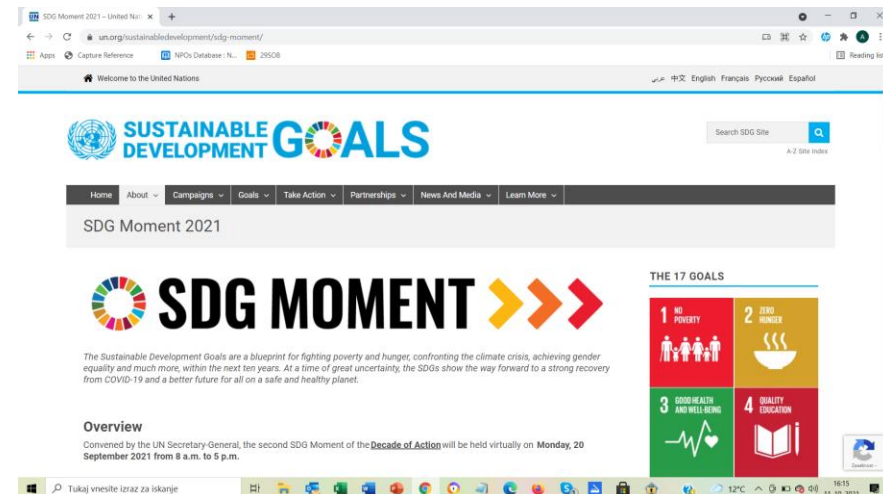 SDG Moment 2021 – United Nat
un.org/sustainabledevelopment/sdg-moment/
Apps Capture Reference NPOs Database : N... 29SOB Reading list
Welcome to the United Nations عربي 中文 English Français Русский Español
SUSTAINABLE DEVELOPMENT GOALS
Search SDG Site
A-Z Site Index
Home About Campaigns Goals Take Action Partnerships News And Media Learn More
SDG Moment 2021
SDG MOMENT
The Sustainable Development Goals are a blueprint for fighting poverty and hunger, confronting the climate crisis, achieving gender
equality and much more, within the next ten years. At a time of great uncertainty, the SDGs show the way forward to a strong recovery
from COVID-19 and a better future for all on a safe and healthy planet.
Overview
Convened by the UN Secretary-General, the second SDG Moment of the Decade of Action will be held virtually on Monday, 20
September 2021 from 8 a.m. to 5 p.m.
THE 17 GOALS
1 NO POVERTY
2 ZERO HUNGER
3 GOOD HEALTH AND WELL-BEING
4 QUALITY EDUCATION
Tukaj vnesite izraz za iskanje
12°C
16:15